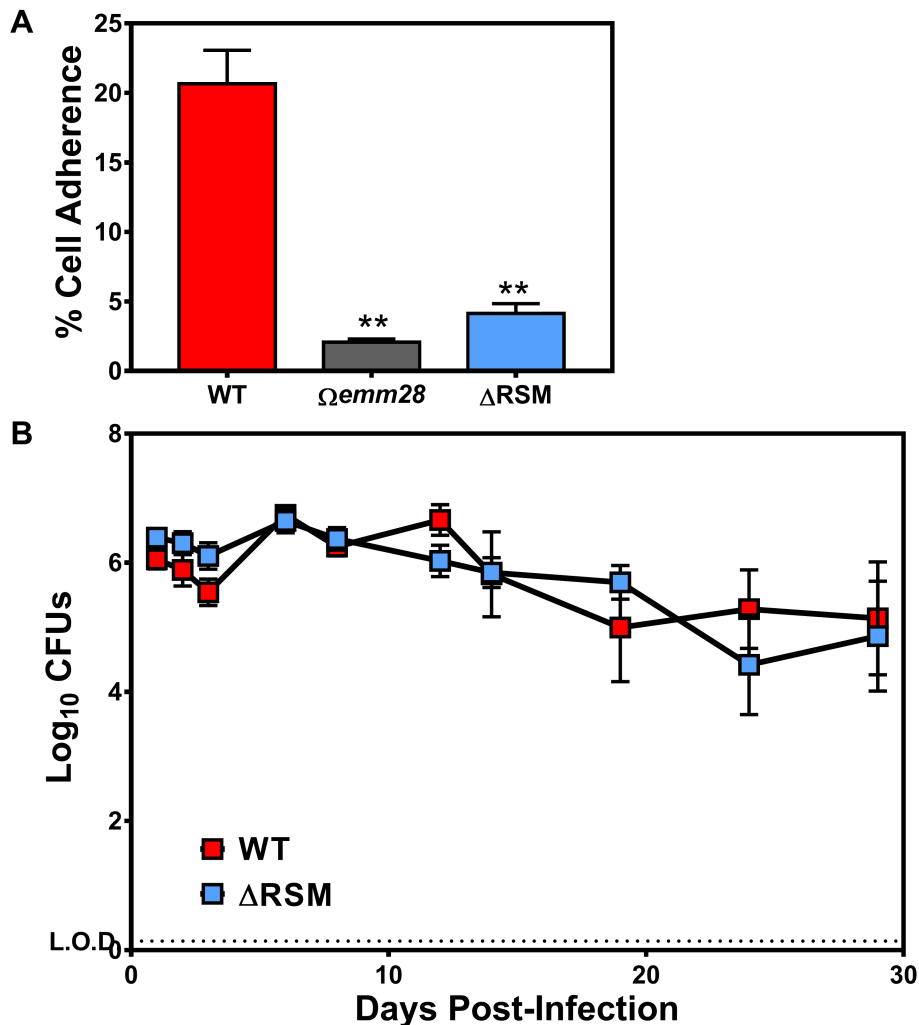 A
% Cell Adherence
25
20
15
10
5
0
**
**
WT
Ωemm28
ΔRSM
B
Log10 CFUs
8
6
4
2
0
WT
ΔRSM
L.O.D
0
10
20
30
Days Post-Infection